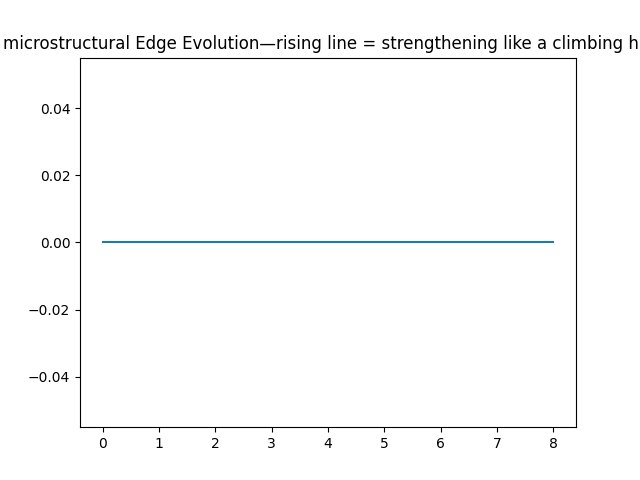 microstructural Edge Evolution—rising line = strengthening like a climbing h
0.04
0.02
0.00
−0.02
−0.04
0 1 2 3 4 5 6 7 8